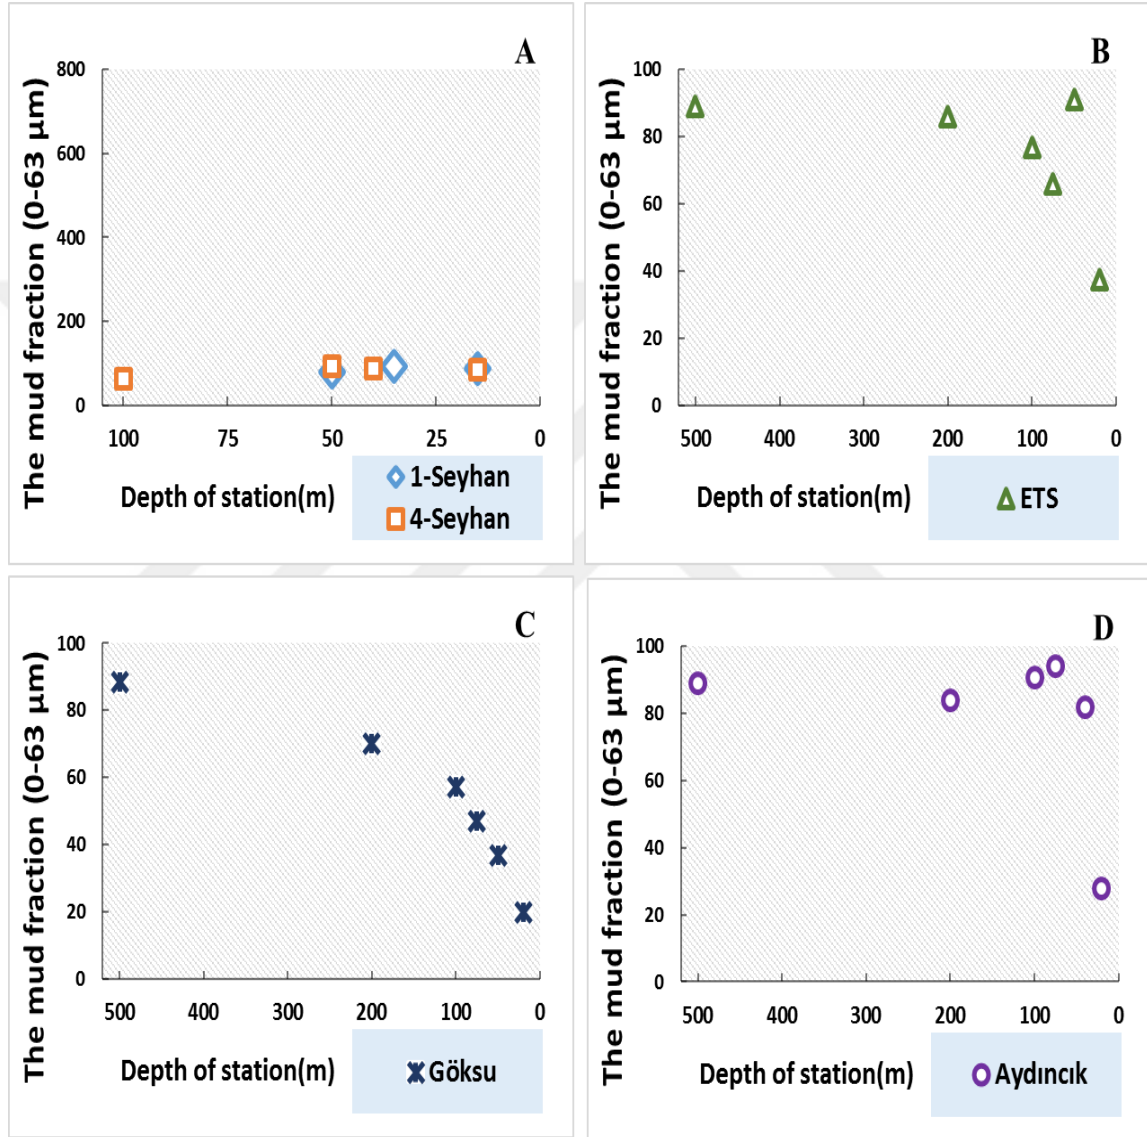 A
The mud fraction (0-63 µm)
800
600
400
200
0
100
75
50
25
0
Depth of station(m)
1-Seyhan
4-Seyhan
B
The mud fraction (0-63 µm)
100
80
60
40
20
0
500
400
300
200
100
0
Depth of station(m)
ETS
C
The mud fraction (0-63 µm)
100
80
60
40
20
0
500
400
300
200
100
0
Depth of station(m)
Göksu
D
The mud fraction (0-63 µm)
100
80
60
40
20
0
500
400
300
200
100
0
Depth of station(m)
Aydıncık